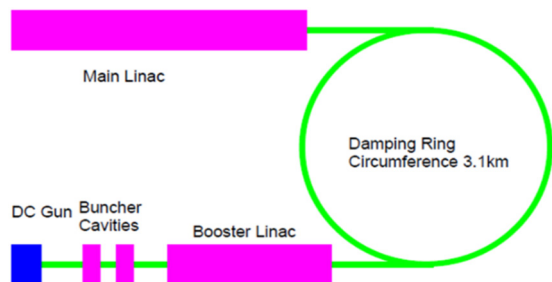 Main Linac
Damping Ring
Circumference 3.1km
DC Gun
Buncher
Cavities
Booster Linac